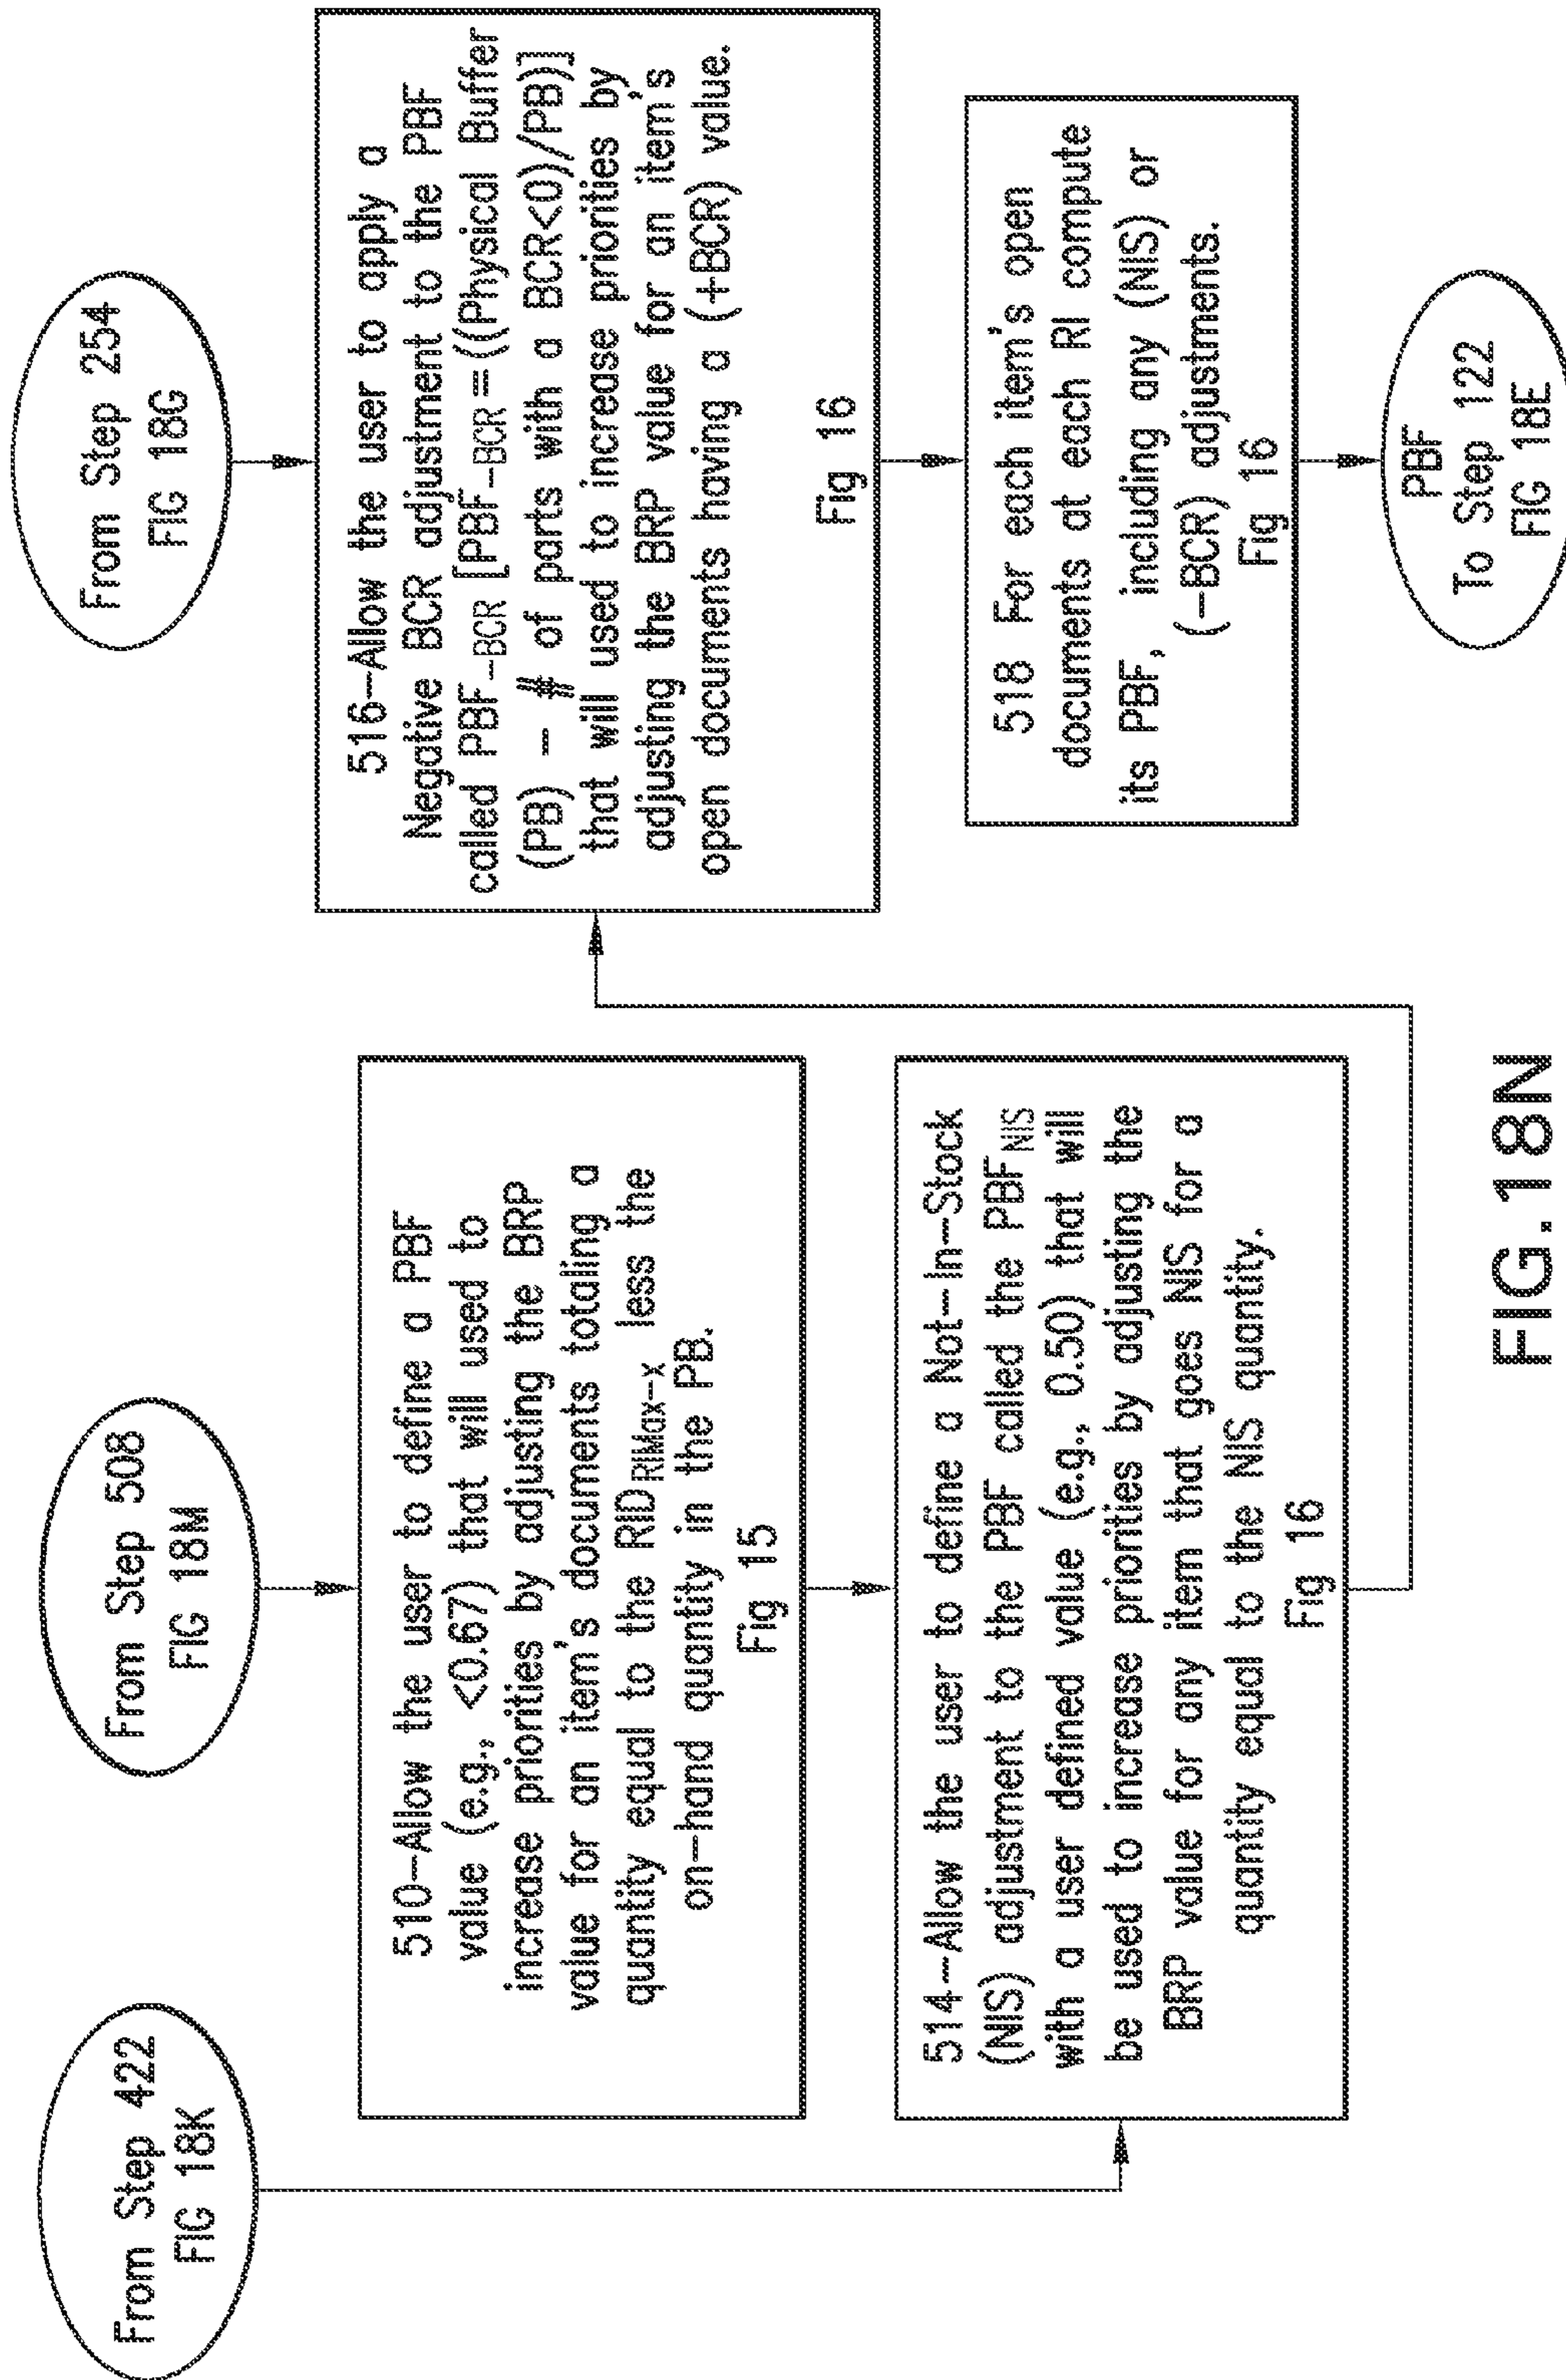 From Step 422
FIG 18K
From Step 508
FIG 18M
510-Allow the user to define a PBF
value (e.g., <0.67) that will used to
increase priorities by adjusting the BRP
value for an item's documents totaling a
quantity equal to the RID RIMax-x less the
on-hand quantity in the PB.
Fig 15
514-Allow the user to define a Not-In-Stock
(NIS) adjustment to the PBF called the PBF NIS
with a user defined value (e.g., 0.50) that will
be used to increase priorities by adjusting the
BRP value for any item that goes NIS for a
quantity equal to the NIS quantity.
Fig 16
From Step 254
FIG 18G
516-Allow the user to apply a
Negative BCR adjustment to the PBF
called PBF -BCR [PBF -BCR =((Physical Buffer
(PB) - # of parts with a BCR<0)/PB)]
that will used to increase priorities by
adjusting the BRP value for an item's
open documents having a (+BCR) value.
Fig 16
518 For each item's open
documents at each RI compute
its PBF, including any (NIS) or
(-BCR) adjustments.
Fig 16
PBF
To Step 122
FIG 18E
FIG.18N